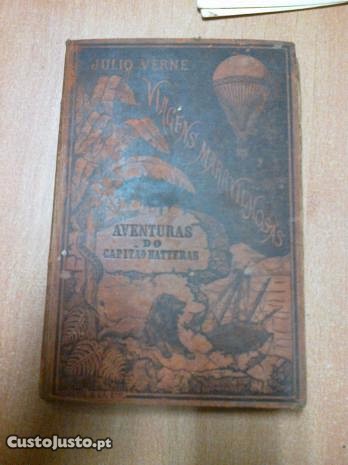 JULIO VERNE
VIAGENS MARAVILHOSAS
AVENTURAS
DO
CAPITÃO HATTERAS
CustoJusto.pt